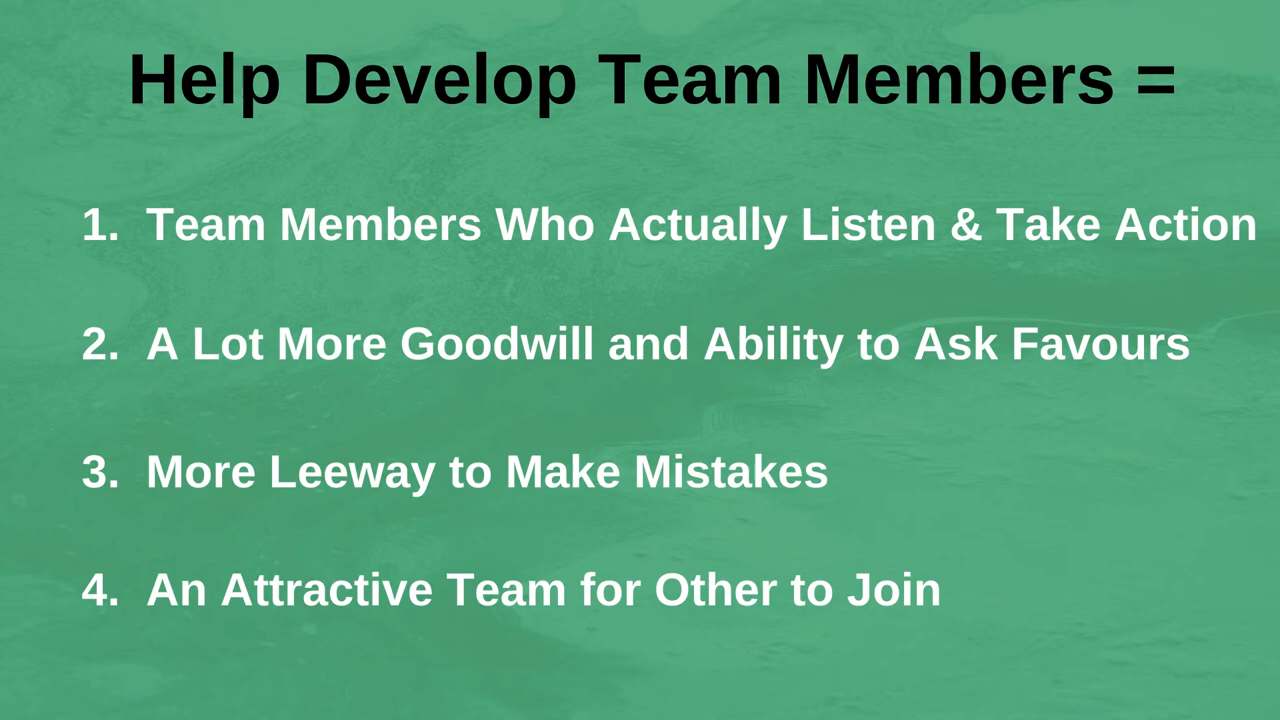 Help Develop Team Members =
1. Team Members Who Actually Listen & Take Action
2. A Lot More Goodwill and Ability to Ask Favours
3. More Leeway to Make Mistakes
4. An Attractive Team for Other to Join